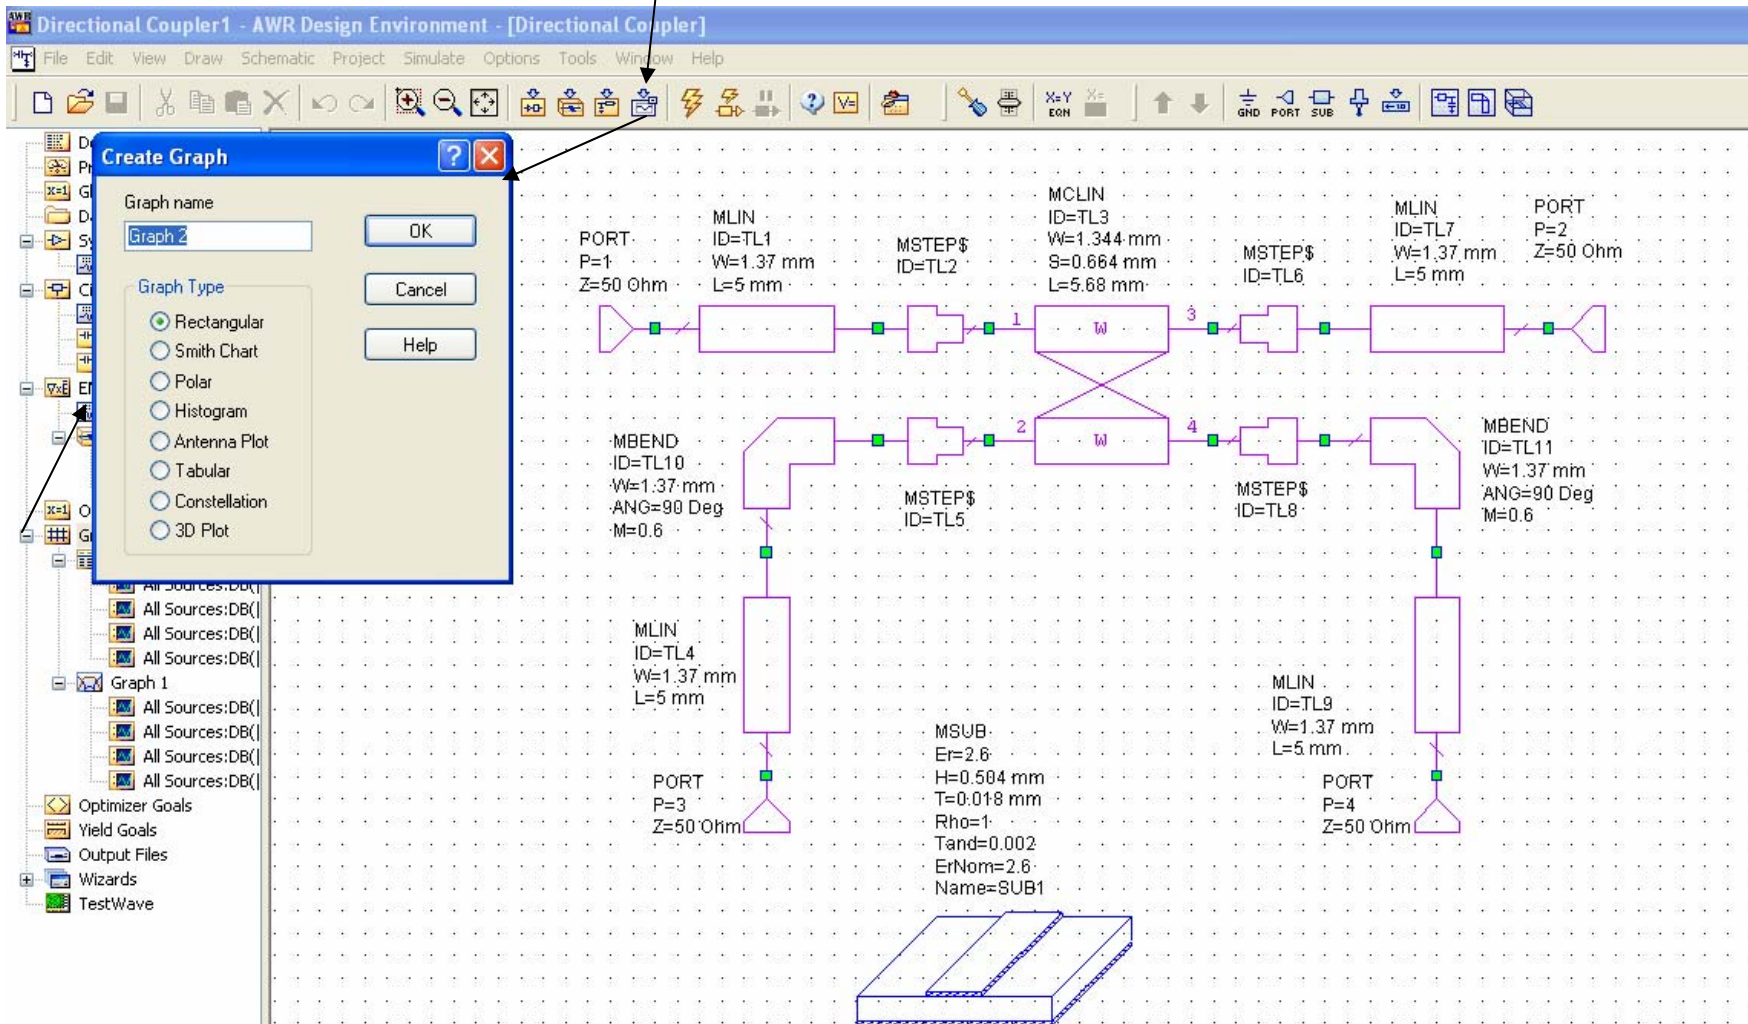 Directional Coupler1 - AWR Design Environment - [Directional Coupler]
File Edit View Draw Schematic Project Simulate Options Tools Window Help
X=Y
EQN
X=
GND PORT SUB
Create Graph
Graph name
Graph 2
OK
Cancel
Help
Graph Type
Rectangular
Smith Chart
Polar
Histogram
Antenna Plot
Tabular
Constellation
3D Plot
All Sources:DB(|
All Sources:DB(|
All Sources:DB(|
All Sources:DB(|
Graph 1
All Sources:DB(|
All Sources:DB(|
All Sources:DB(|
All Sources:DB(|
Optimizer Goals
Yield Goals
Output Files
Wizards
TestWave
PORT
P=1
Z=50 Ohm
MLIN
ID=TL1
W=1.37 mm
L=5 mm
MSTEP$
ID=TL2
MCLIN
ID=TL3
W=1.344 mm
S=0.664 mm
L=5.68 mm
MSTEP$
ID=TL6
MLIN
ID=TL7
W=1.37 mm
L=5 mm
PORT
P=2
Z=50 Ohm
1
W
3
2
W
4
MBEND
ID=TL10
W=1.37 mm
ANG=90 Deg
M=0.6
MSTEP$
ID=TL5
MSTEP$
ID=TL8
MBEND
ID=TL11
W=1.37 mm
ANG=90 Deg
M=0.6
MLIN
ID=TL4
W=1.37 mm
L=5 mm
MLIN
ID=TL9
W=1.37 mm
L=5 mm
PORT
P=3
Z=50 Ohm
MSUB
Er=2.6
H=0.504 mm
T=0.018 mm
Rho=1
Tand=0.002
ErNom=2.6
Name=SUB1
PORT
P=4
Z=50 Ohm